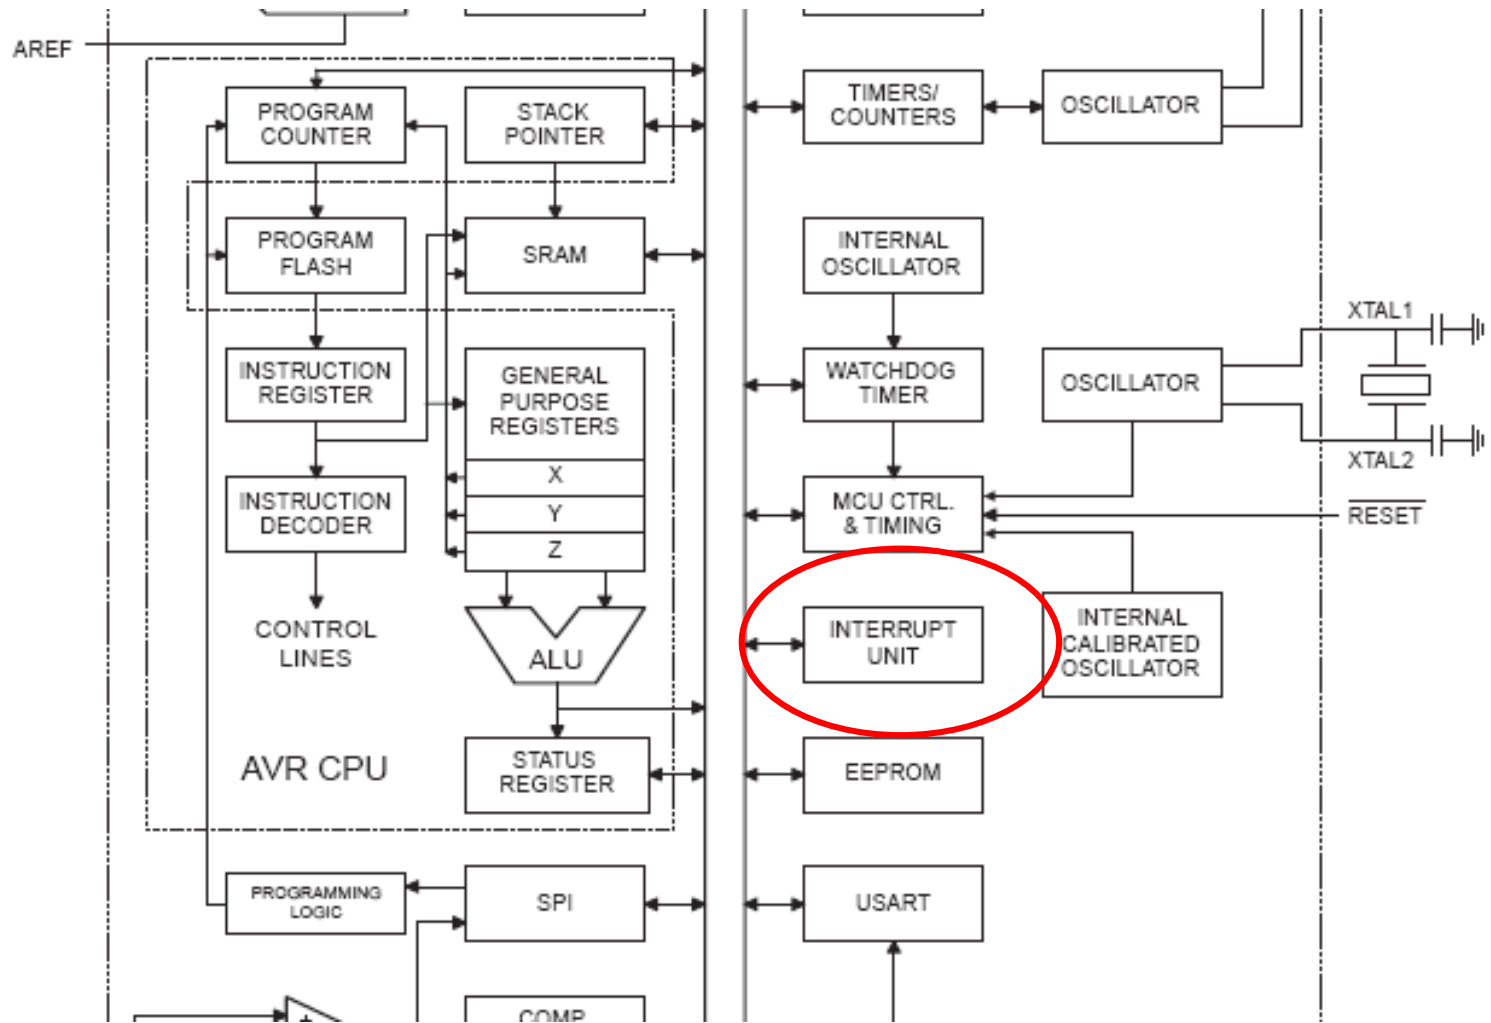 AREF
PROGRAM
COUNTER
STACK
POINTER
TIMERS/
COUNTERS
OSCILLATOR
PROGRAM
FLASH
SRAM
INTERNAL
OSCILLATOR
XTAL1
INSTRUCTION
REGISTER
GENERAL
PURPOSE
REGISTERS
WATCHDOG
TIMER
OSCILLATOR
XTAL2
X
Y
Z
INSTRUCTION
DECODER
MCU CTRL.
& TIMING
RESET
CONTROL
LINES
ALU
INTERRUPT
UNIT
INTERNAL
CALIBRATED
OSCILLATOR
AVR CPU
STATUS
REGISTER
EEPROM
PROGRAMMING
LOGIC
SPI
USART
COMP
+